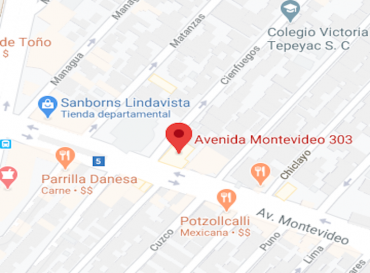 Colegio Victoria
Tepeyac S. C
de Toño
$
Matanzas
Managua
Cienfuegos
Sanborns Lindavista
Tienda departamental
Managua
Avenida Montevideo 303
5
Parrilla Danesa
Carne • $$
Chiclayo
Potzollcalli
Mexicana • $$
Av. Montevideo
Cuzco
Puno
Lima